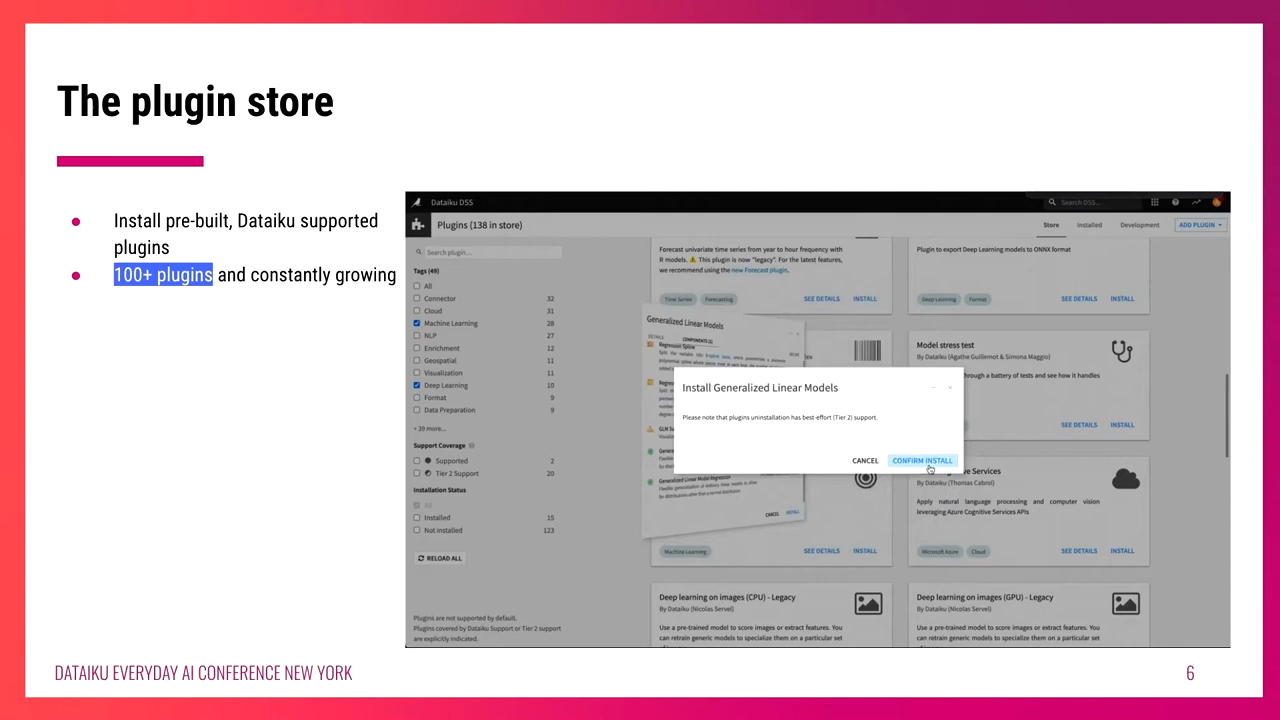 The plugin store
Install pre-built, Dataiku supported
plugins
100+ plugins and constantly growing
Dataiku DSS
Search DSS...
Plugins (138 in store)
Store
Installed
Development
ADD PLUGIN
Search plugin...
Tags (49)
All
Connector 32
Cloud 31
Machine Learning 28
NLP 27
Enrichment 12
Geospatial 11
Visualization 11
Deep Learning 10
Format 9
Data Preparation 9
+ 39 more...
Support Coverage
Supported 2
Tier 2 Support 20
Installation Status
All
Installed 15
Not installed 123
RELOAD ALL
Plugins are not supported by default.
Plugins covered by Dataiku Support or Tier 2 support
are explicitly indicated.
Forecast univariate time series from year to hour frequency with
R models. ⚠ This plugin is now "legacy". For the latest features,
we recommend using the new Forecast plugin.
Time Series Forecasting SEE DETAILS INSTALL
Plugin to export Deep Learning models to ONNX format
Deep Learning Format SEE DETAILS INSTALL
Generalized Linear Models
DETAILS COMPONENTS
Regression Spline
Generalized Linear Model Regression
CANCEL INSTALL
Model stress test
By Dataiku (Agathe Guillemot & Simona Maggio)
through a battery of tests and see how it handles
SEE DETAILS INSTALL
Install Generalized Linear Models
Please note that plugins uninstallation has best-effort (Tier 2) support.
CANCEL CONFIRM INSTALL
Services
By Dataiku (Thomas Cabrol)
Apply natural language processing and computer vision
leveraging Azure Cognitive Services APIs
Machine Learning SEE DETAILS INSTALL
Microsoft Azure Cloud SEE DETAILS INSTALL
Deep learning on images (CPU) - Legacy
By Dataiku (Nicolas Servel)
Use a pre-trained model to score images or extract features. You
can retrain generic models to specialize them on a particular set
Deep learning on images (GPU) - Legacy
By Dataiku (Nicolas Servel)
Use a pre-trained model to score images or extract features. You
can retrain generic models to specialize them on a particular set
DATAIKU EVERYDAY AI CONFERENCE NEW YORK
6